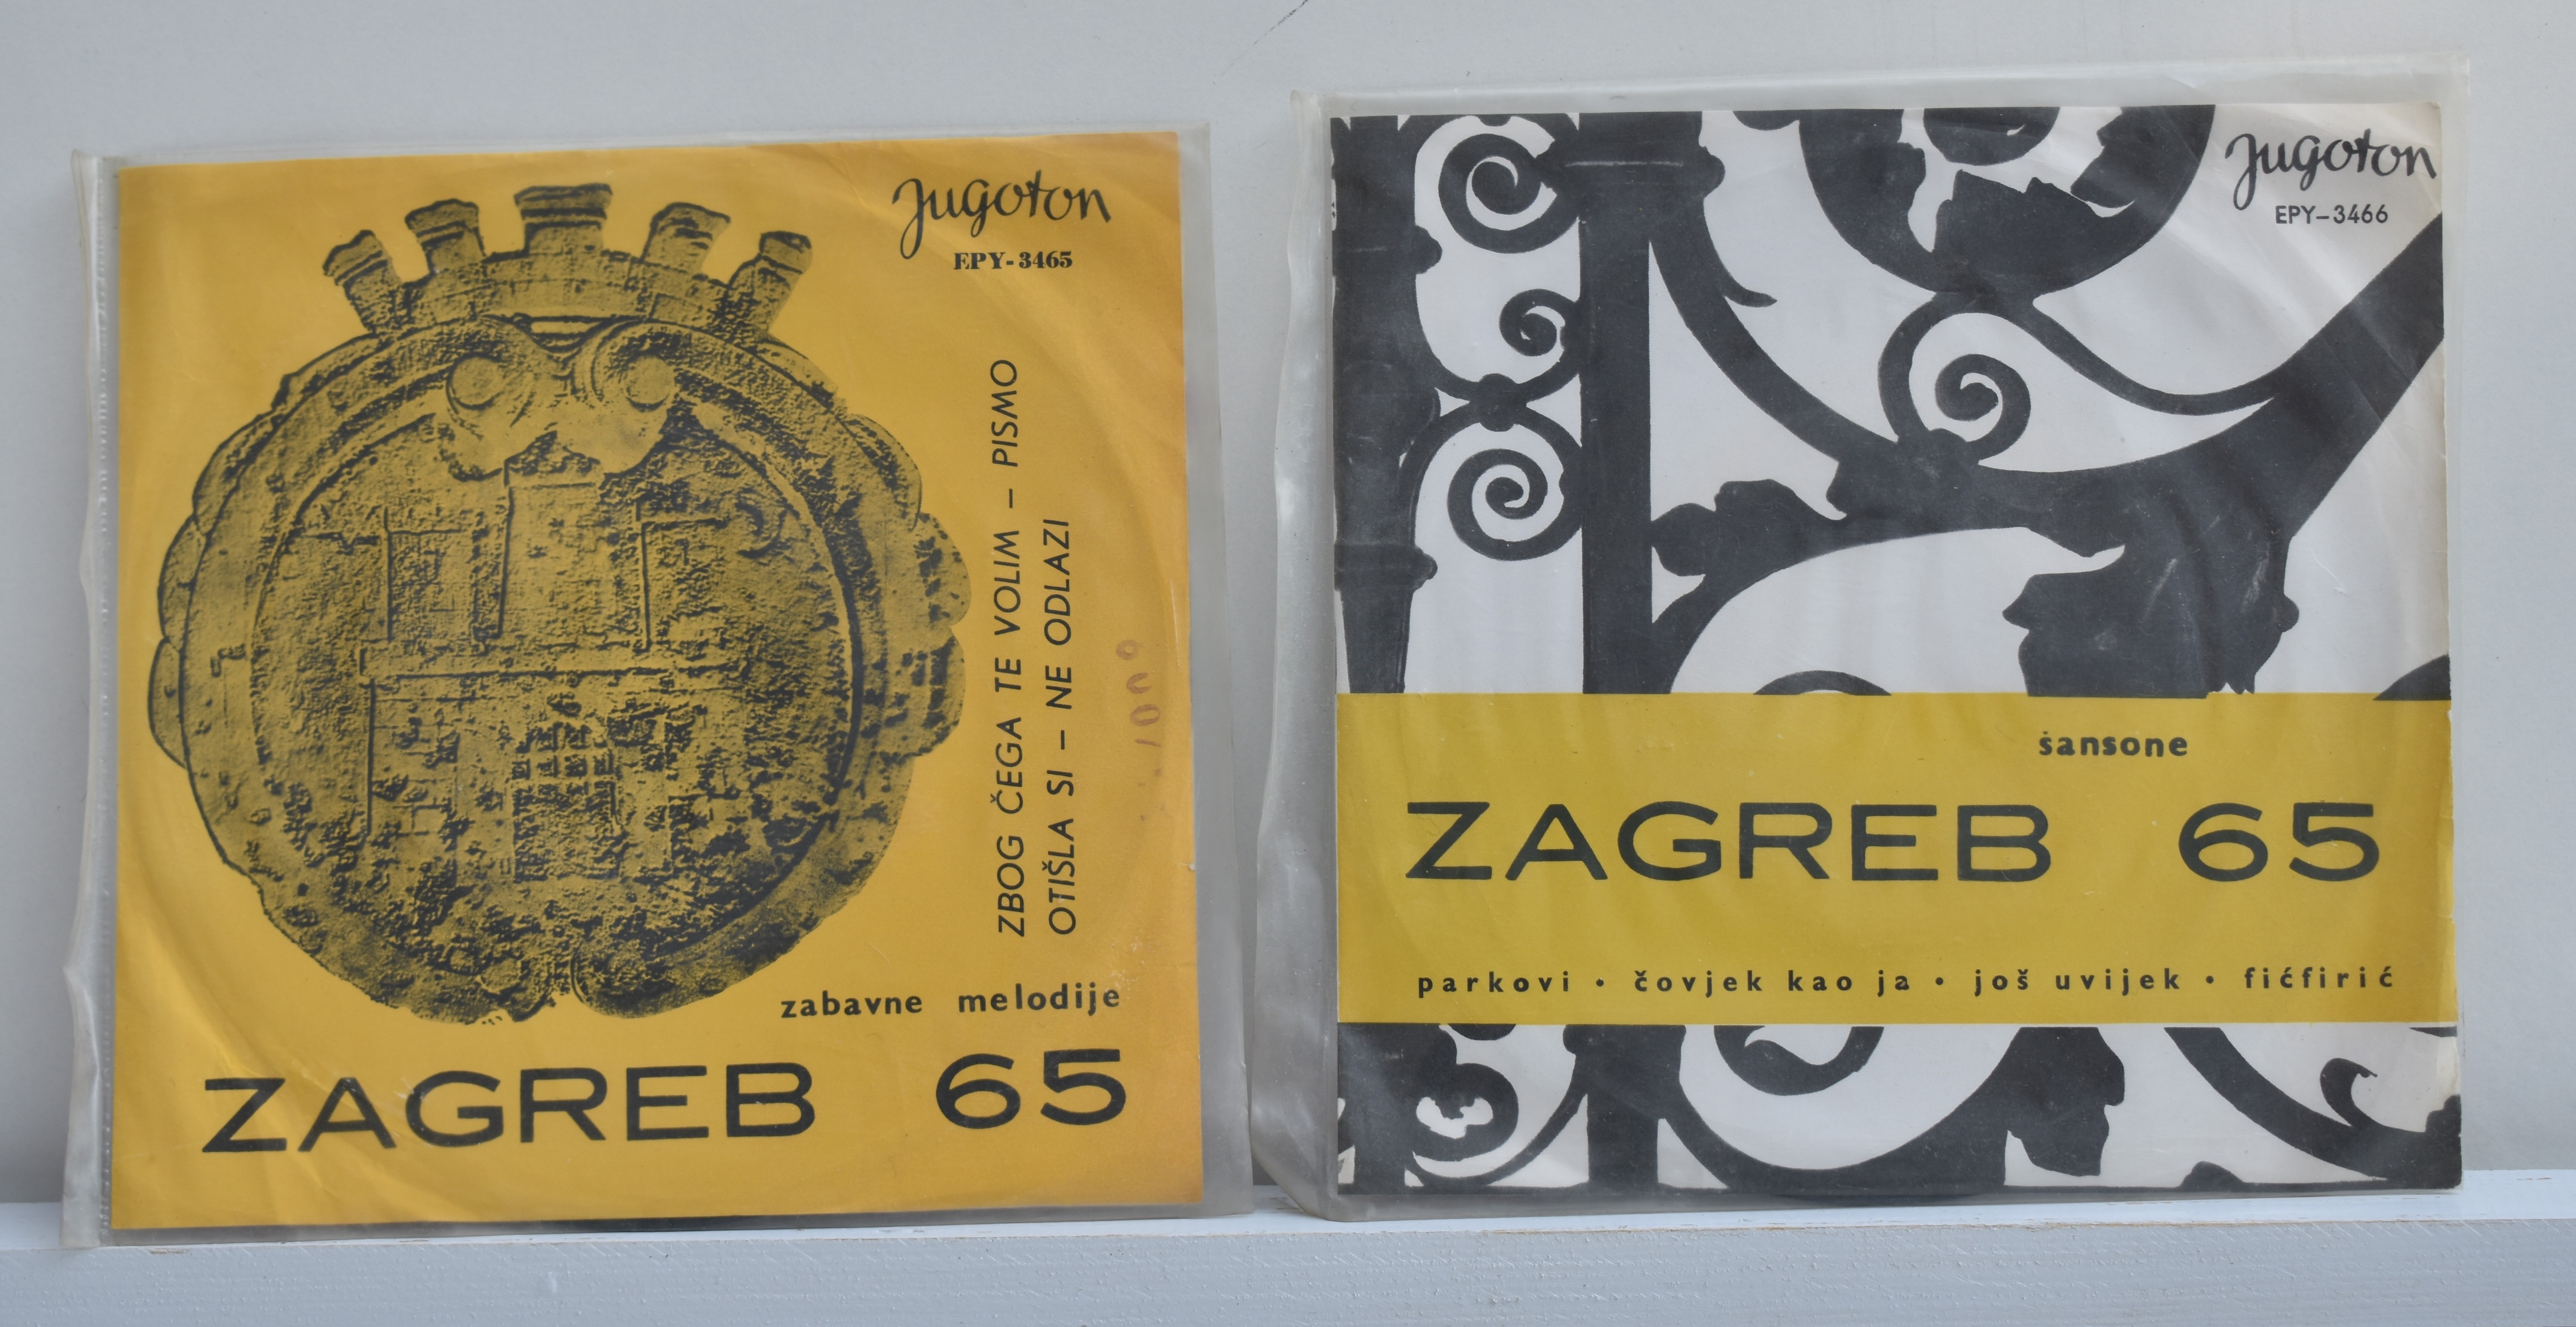 Jugoton
EPY-3465
ZBOG ČEGA TE VOLIM – PISMO
OTIŠLA SI – NE ODLAZI
zabavne melodije
ZAGREB 65
Jugoton
EPY-3466
šansone
ZAGREB 65
parkovi • čovjek kao ja • još uvijek • fićfirić